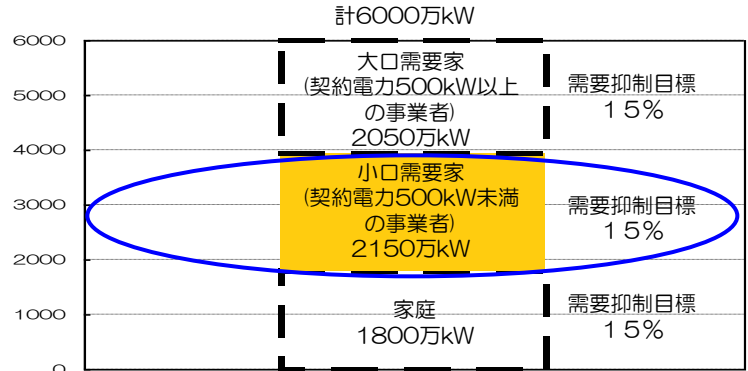 計6000万kW
6000
5000
4000
3000
2000
1000
0
大口需要家
(契約電力500kW以上
の事業者)
2050万kW
需要抑制目標
１５％
小口需要家
(契約電力500kW未満
の事業者)
2150万kW
需要抑制目標
１５％
家庭
1800万kW
需要抑制目標
１５％